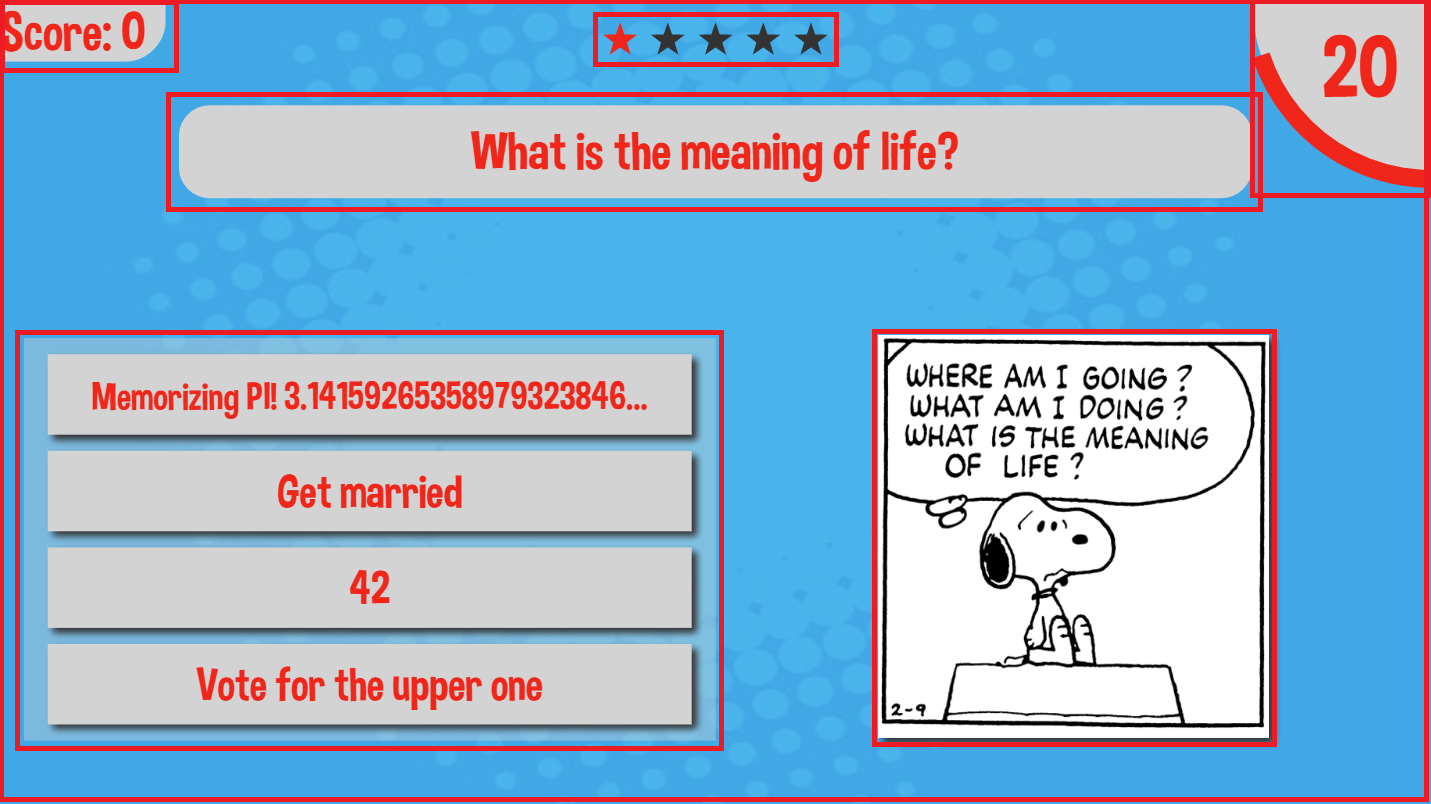 Score: 0
20
What is the meaning of life?
Memorizing PI! 3.14159265358979323846...
Get married
42
Vote for the upper one
WHERE AM I GOING?
WHAT AM I DOING?
WHAT IS THE MEANING
OF LIFE?
2-9